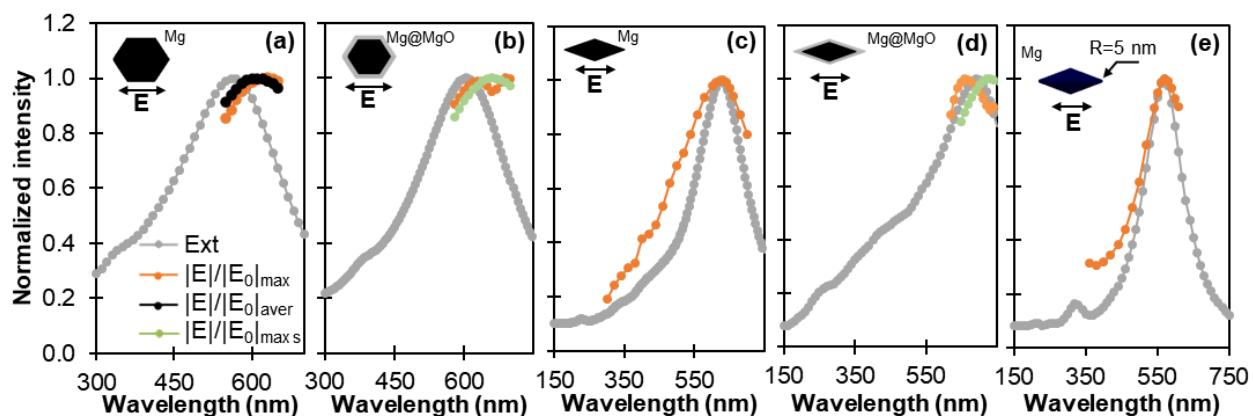 Normalized intensity
1.2
1.0
0.8
0.6
0.4
0.2
0.0
Mg
(a)
E
Ext
|E|/|E₀|max
|E|/|E₀|aver
|E|/|E₀|max s
300 450 600
Wavelength (nm)
Mg@MgO
(b)
E
300 450 600
Wavelength (nm)
Mg
(c)
E
150 350 550
Wavelength (nm)
Mg@MgO
(d)
E
150 350 550
Wavelength (nm)
Mg
R=5 nm
(e)
E
150 350 550 750
Wavelength (nm)